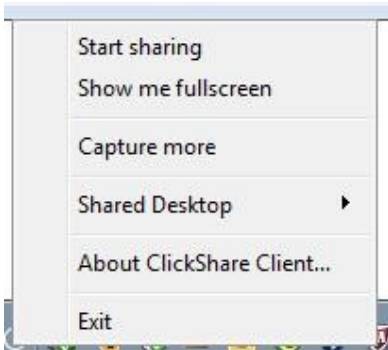 Start sharing
Show me fullscreen
Capture more
Shared Desktop
About ClickShare Client...
Exit